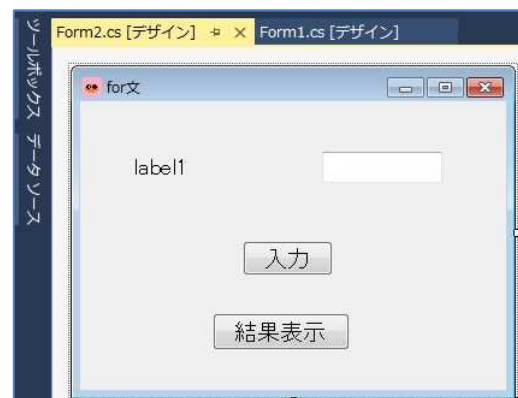 Form2.cs [デザイン] Form1.cs [デザイン]
ツールボックス データ ソース
for文
label1
入力
結果表示